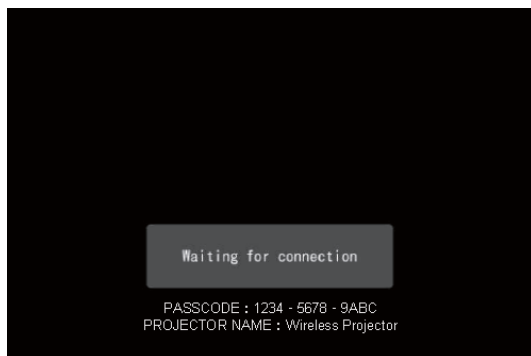 Waiting for connection
PASSCODE : 1234 - 5678 - 9ABC
PROJECTOR NAME : Wireless Projector